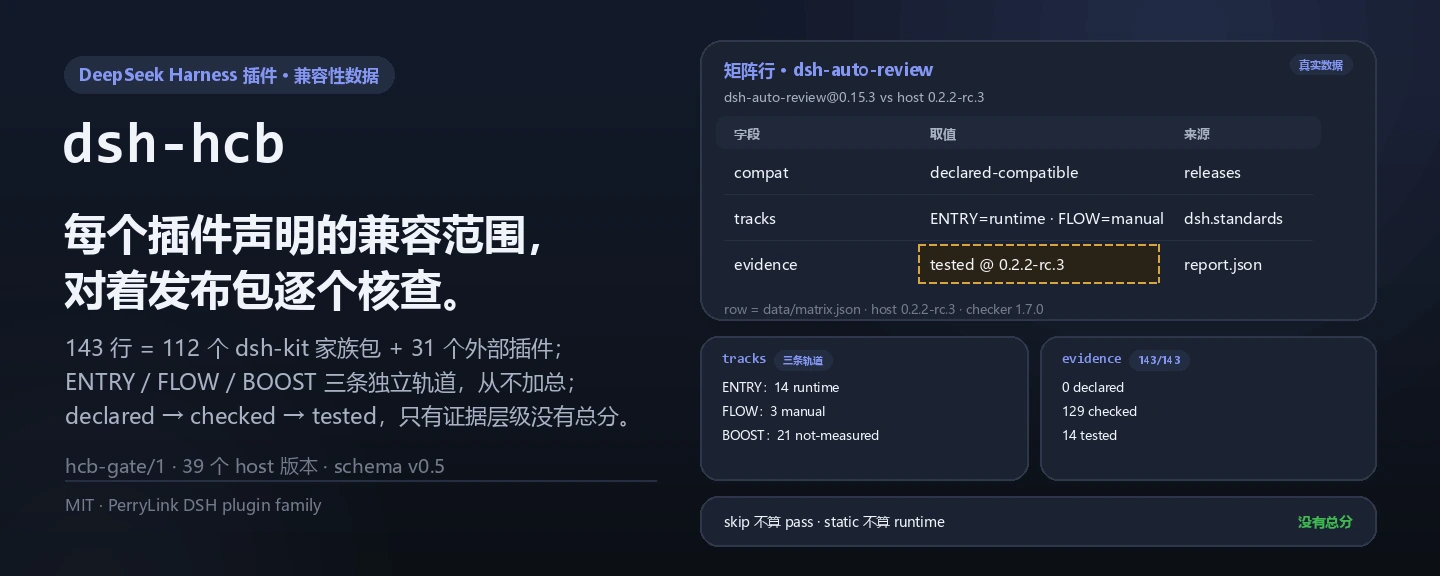 DeepSeek Harness 插件 • 兼容性数据
dsh-hcb
每个插件声明的兼容范围，
对着发布包逐个核查。
143 行 = 112 个 dsh-kit 家族包 + 31 个外部插件；
ENTRY / FLOW / BOOST 三条独立轨道，从不加总；
declared → checked → tested，只有证据层级没有总分。
hcb-gate/1 · 39 个 host 版本 · schema v0.5
MIT · PerryLink DSH plugin family
矩阵行 • dsh-auto-review
真实数据
dsh-auto-review@0.15.3 vs host 0.2.2-rc.3
字段 取值 来源
compat declared-compatible releases
tracks ENTRY=runtime · FLOW=manual dsh.standards
evidence tested @ 0.2.2-rc.3 report.json
row = data/matrix.json · host 0.2.2-rc.3 · checker 1.7.0
tracks 三条轨道
ENTRY: 14 runtime
FLOW: 3 manual
BOOST: 21 not-measured
evidence 143/143
0 declared
129 checked
14 tested
skip 不算 pass · static 不算 runtime
没有总分